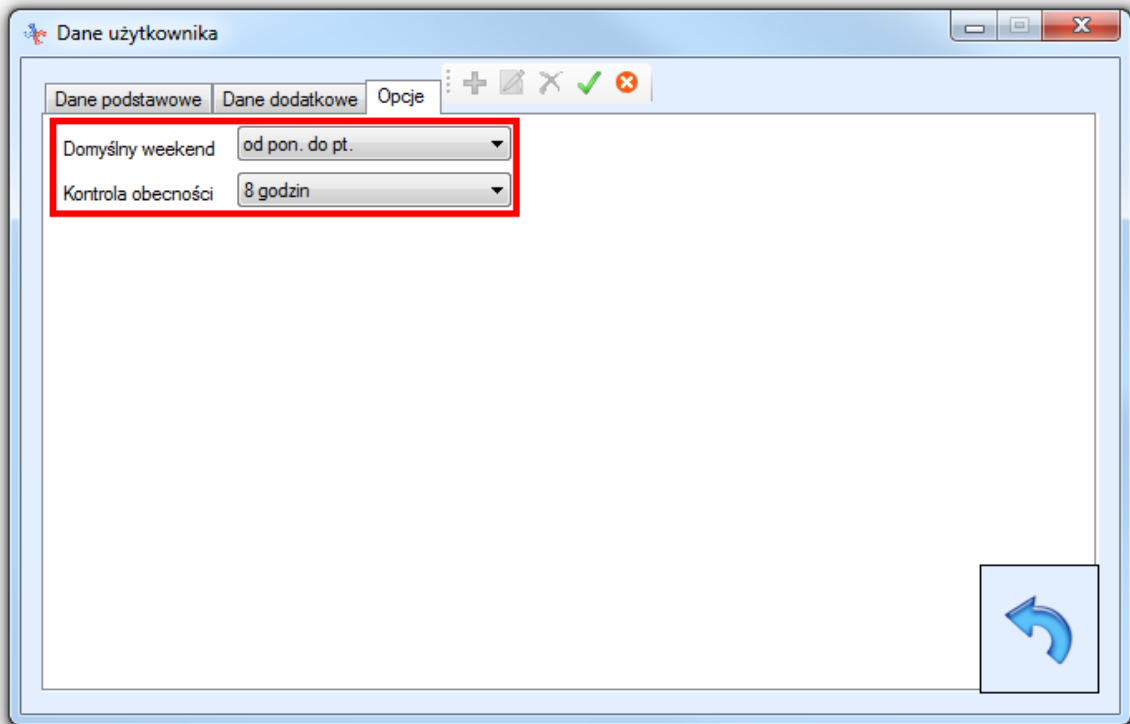 Dane użytkownika
Dane podstawowe Dane dodatkowe Opcje
Domyślny weekend od pon. do pt.
Kontrola obecności 8 godzin